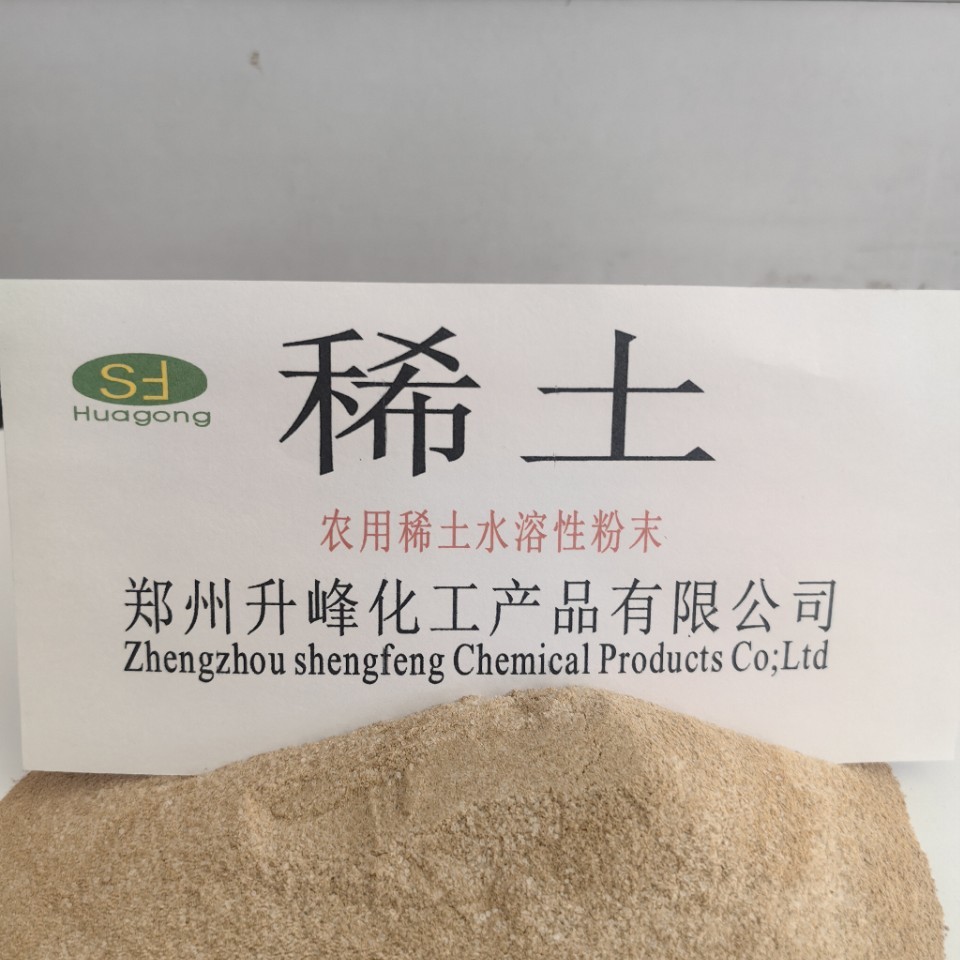 稀土
SF
Huagong
农用稀土水溶性粉末
郑州升峰化工产品有限公司
Zhengzhou shengfeng Chemical Products Co;Ltd